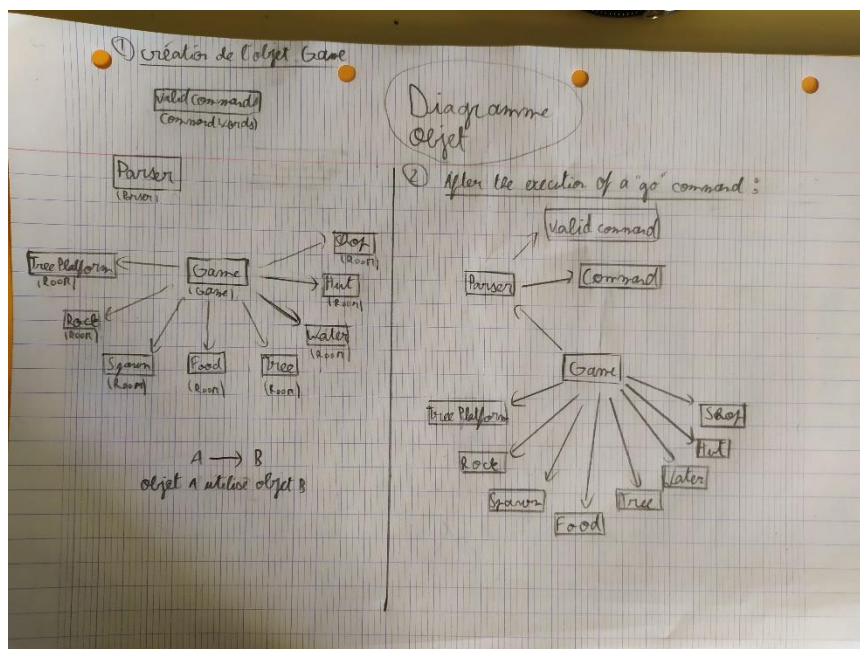 ① création de l'objet Game
Valid commands
(Command Words)
Parser
(Parser)
Shop
(Room)
Tree Platform
(Room)
Game
(Game)
Hut
(Room)
Rock
(Room)
Water
(Room)
Spawn
(Room)
Food
(Room)
Tree
(Room)
A → B
objet A utilise objet B
Diagramme
objet
② After the execution of a "go" command :
Valid command
Parser
Command
Game
Tree Platform
Shop
Hut
Rock
Water
Spawn
Tree
Food